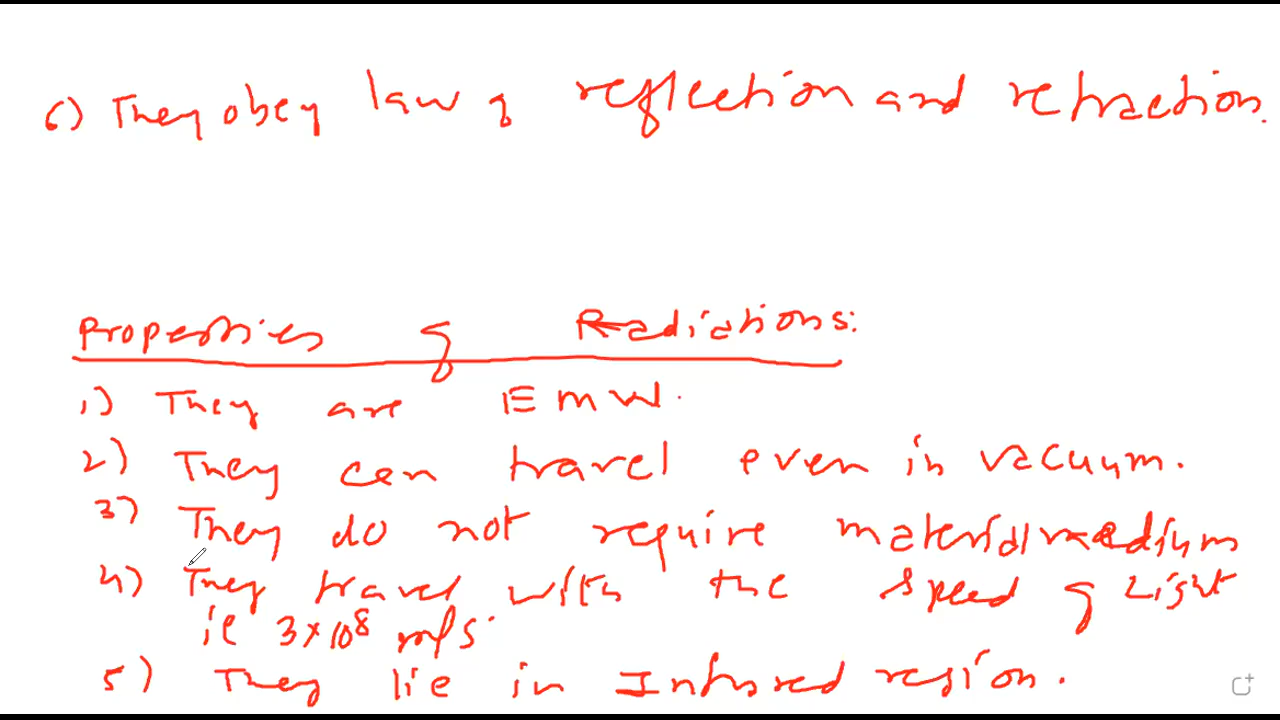 6) They obey law of reflection and refraction.
Properties of Radiations:
1) They are EMW.
2) They can travel even in vacuum.
3) They do not require material medium
4) They travel with the speed of Light
ie 3×10⁸ m/s.
5) They lie in Infrared region.